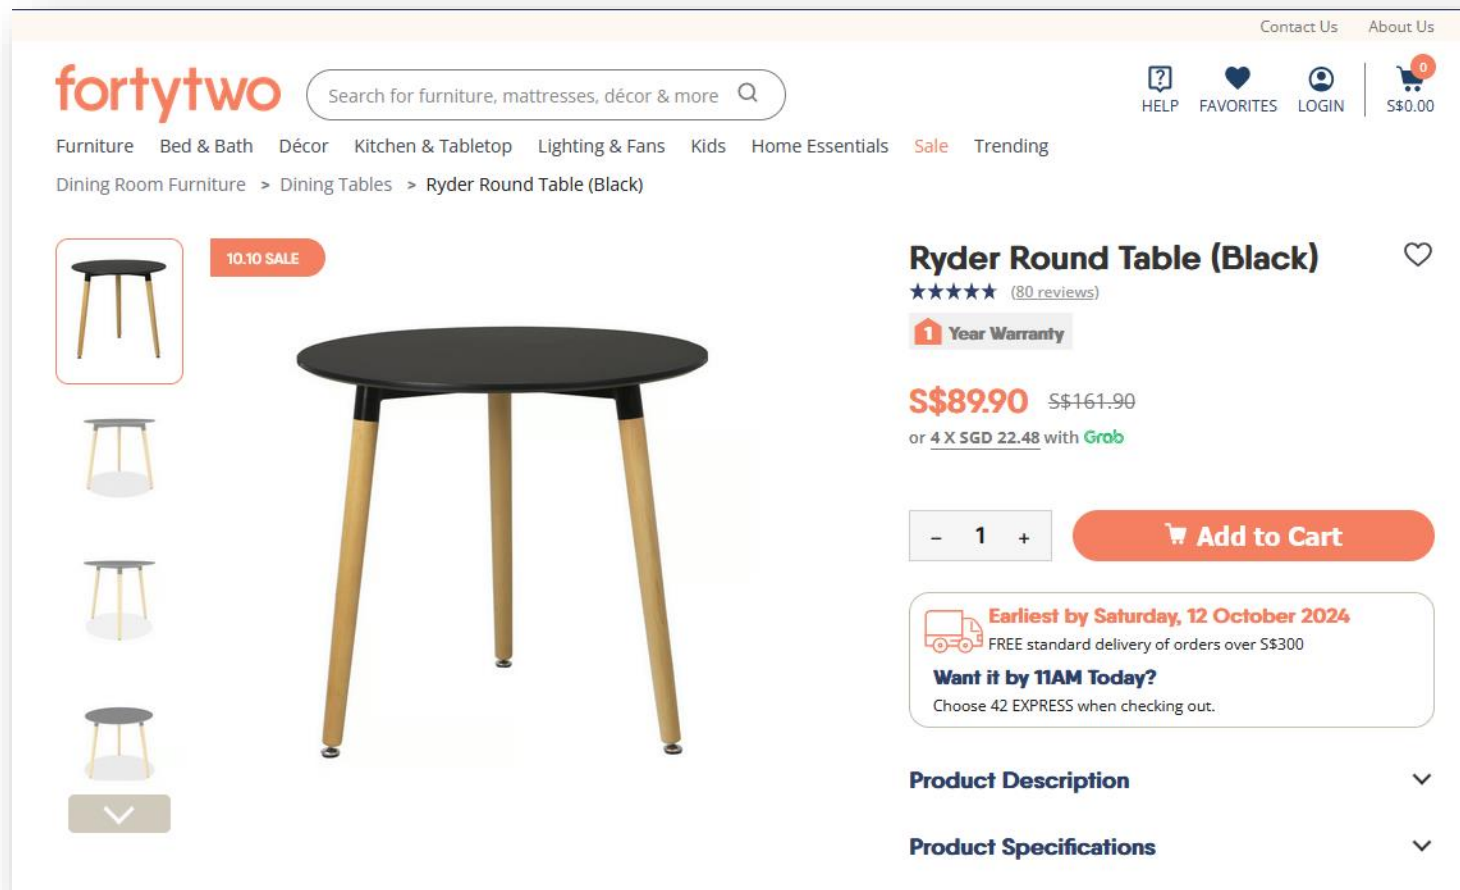 Contact Us About Us
fortytwo
Search for furniture, mattresses, décor & more
? HELP FAVORITES LOGIN 0 S$0.00
Furniture Bed & Bath Décor Kitchen & Tabletop Lighting & Fans Kids Home Essentials Sale Trending
Dining Room Furniture > Dining Tables > Ryder Round Table (Black)
10.10 SALE
Ryder Round Table (Black)
(80 reviews)
1 Year Warranty
S$89.90 S$161.90
or 4 X SGD 22.48 with Grab
- 1 +
Add to Cart
Earliest by Saturday, 12 October 2024
FREE standard delivery of orders over S$300
Want it by 11AM Today?
Choose 42 EXPRESS when checking out.
Product Description
Product Specifications